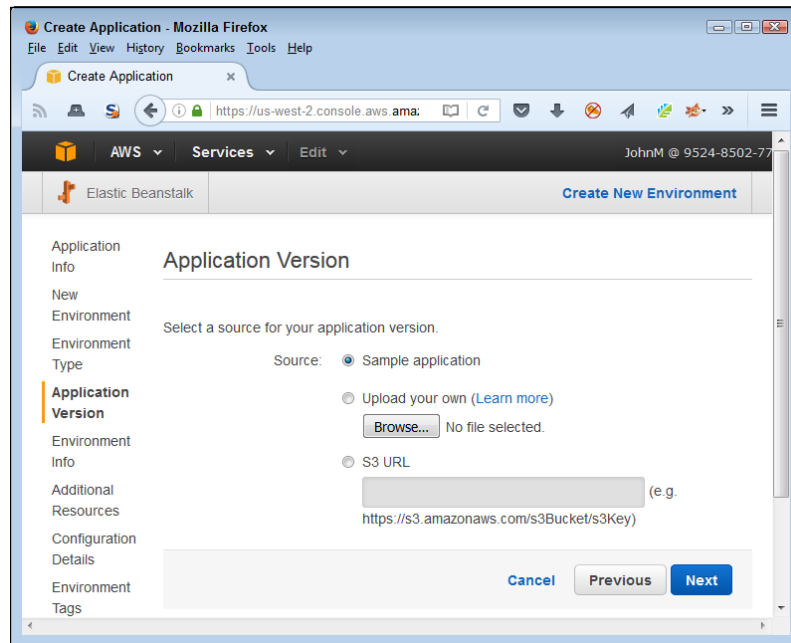 Create Application - Mozilla Firefox
File Edit View History Bookmarks Tools Help
Create Application ×
https://us-west-2.console.aws.ama
AWS Services Edit JohnM @ 9524-8502-77
Elastic Beanstalk Create New Environment
Application
Info
New
Environment
Environment
Type
Application
Version
Environment
Info
Additional
Resources
Configuration
Details
Environment
Tags
Application Version
Select a source for your application version.
Source: Sample application
Upload your own (Learn more)
Browse... No file selected.
S3 URL
(e.g.
https://s3.amazonaws.com/s3Bucket/s3Key)
Cancel Previous Next